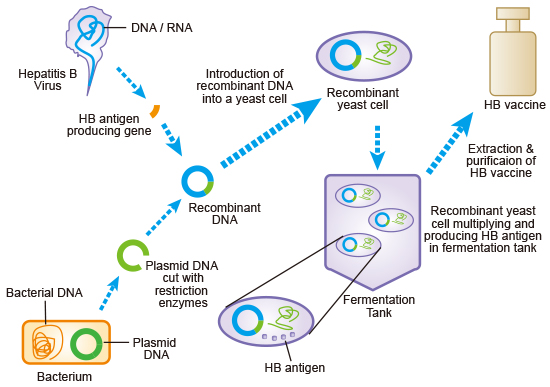 DNA / RNA
Hepatitis B
Virus
HB antigen
producing gene
Introduction of
recombinant DNA
into a yeast cell
Recombinant
yeast cell
HB vaccine
Extraction &
purificaion of
HB vaccine
Recombinant
DNA
Recombinant yeast
cell multiplying and
producing HB antigen
in fermentation tank
Plasmid DNA
cut with
restriction
enzymes
Fermentation
Tank
Bacterial DNA
Plasmid
DNA
Bacterium
HB antigen